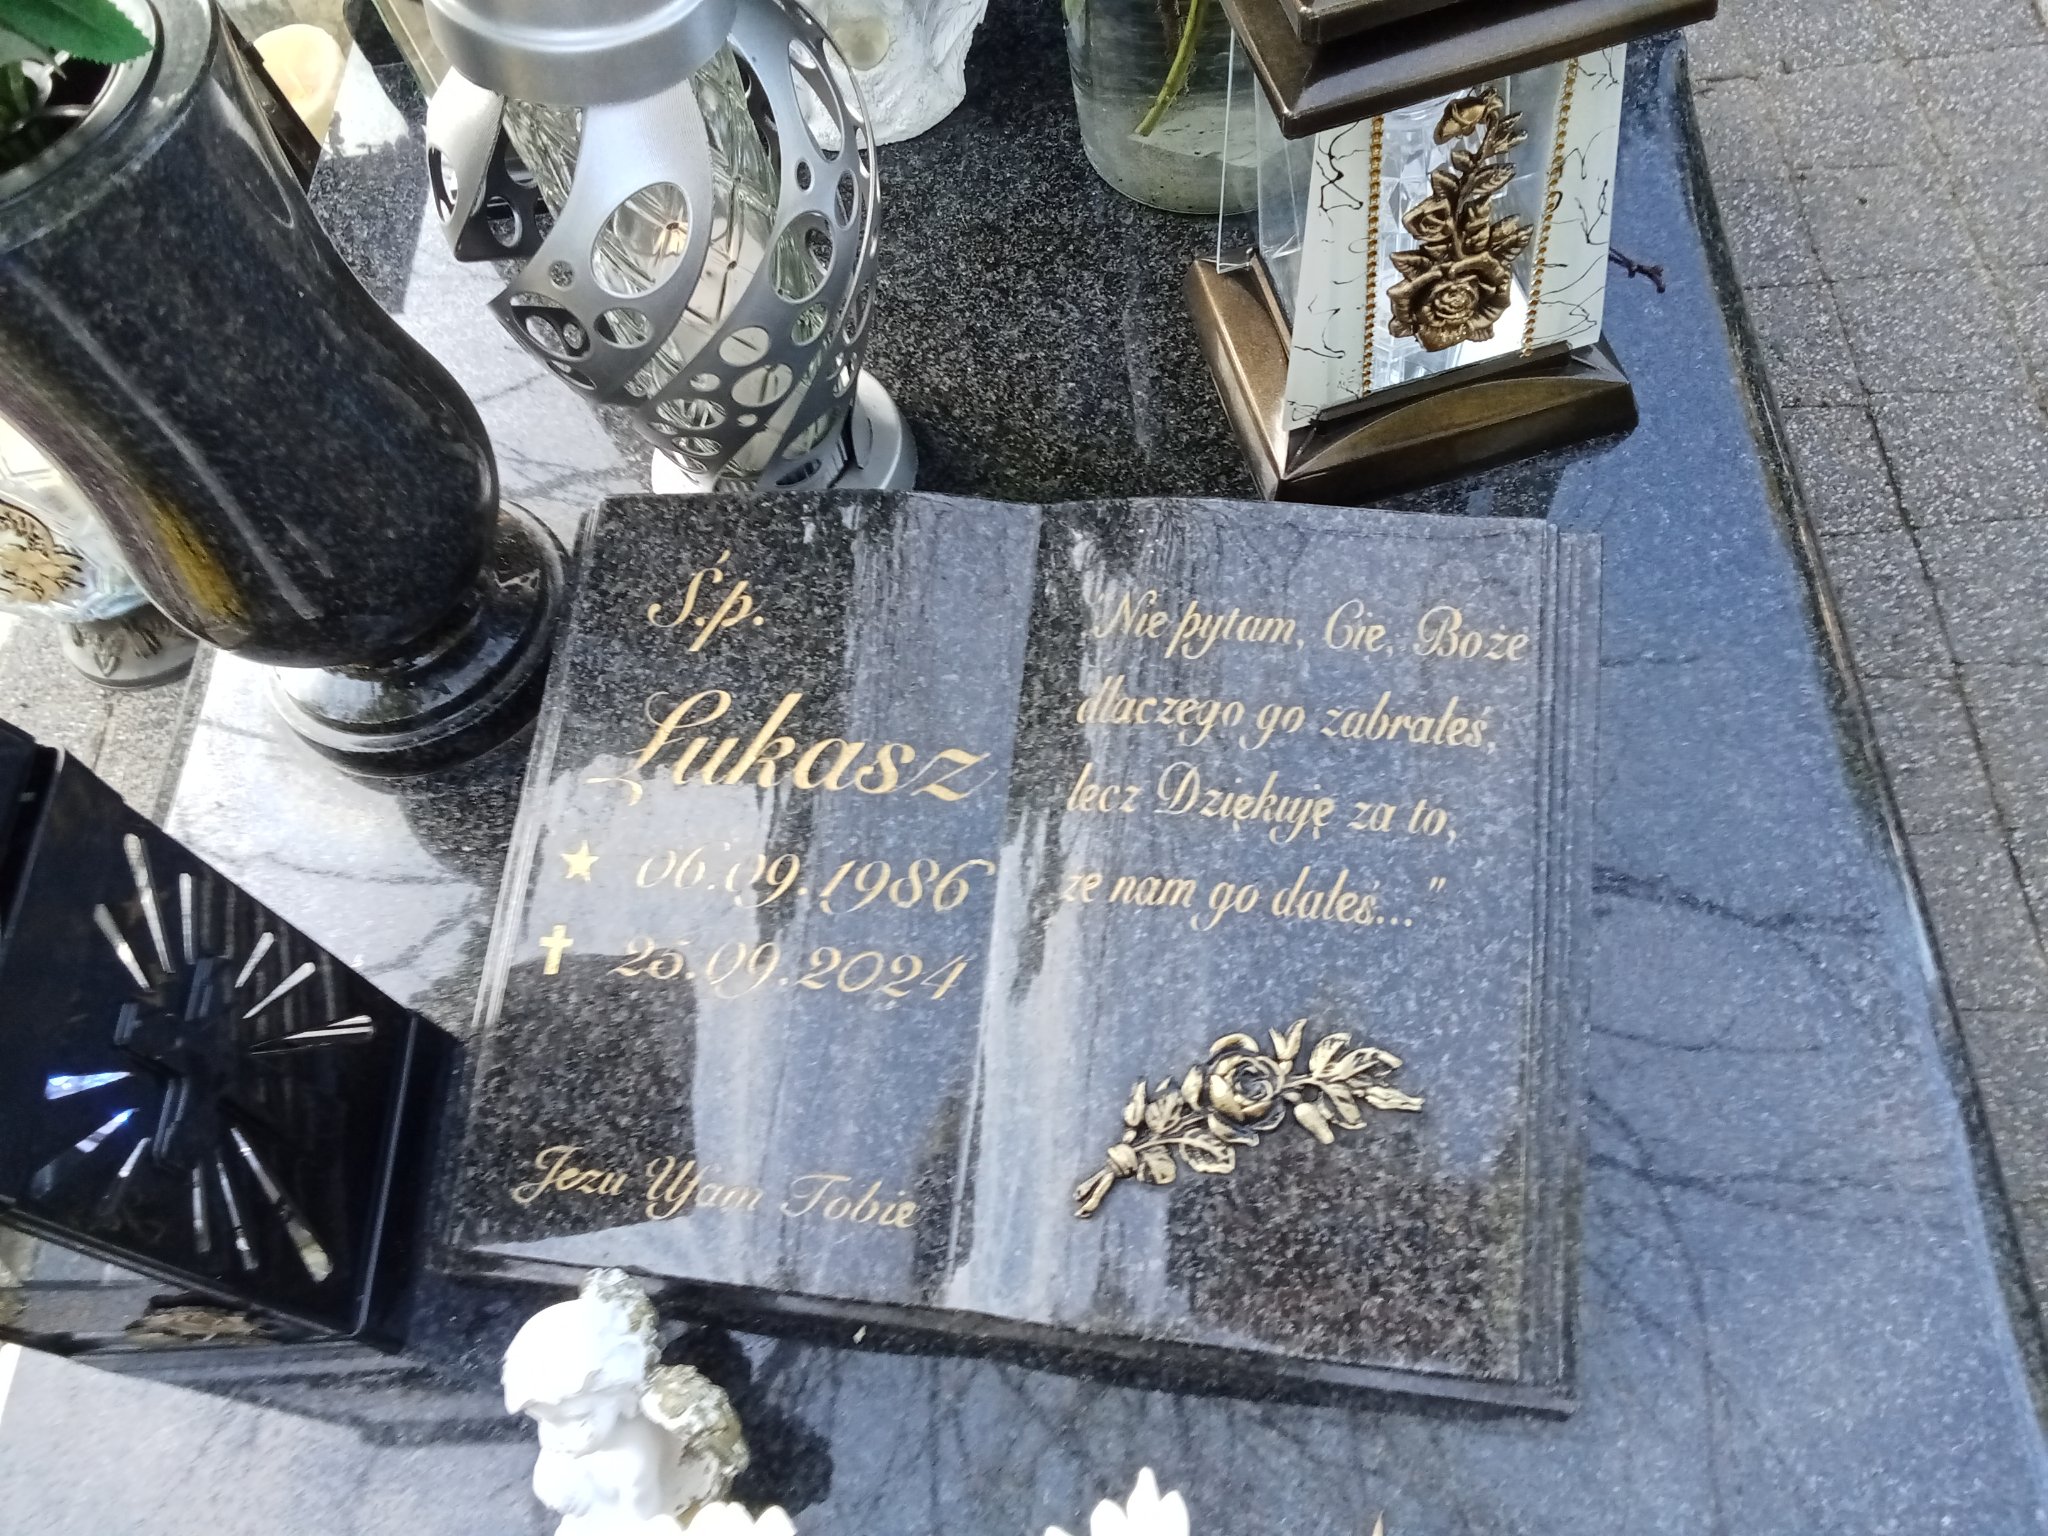 Ś.p.
Łukasz
06.09.1986
25.09.2024
Jezu Ufam Tobie
"Nie pytam, Cię, Boże
dlaczego go zabrałeś,
lecz Dziękuję za to,
że nam go dałeś..."